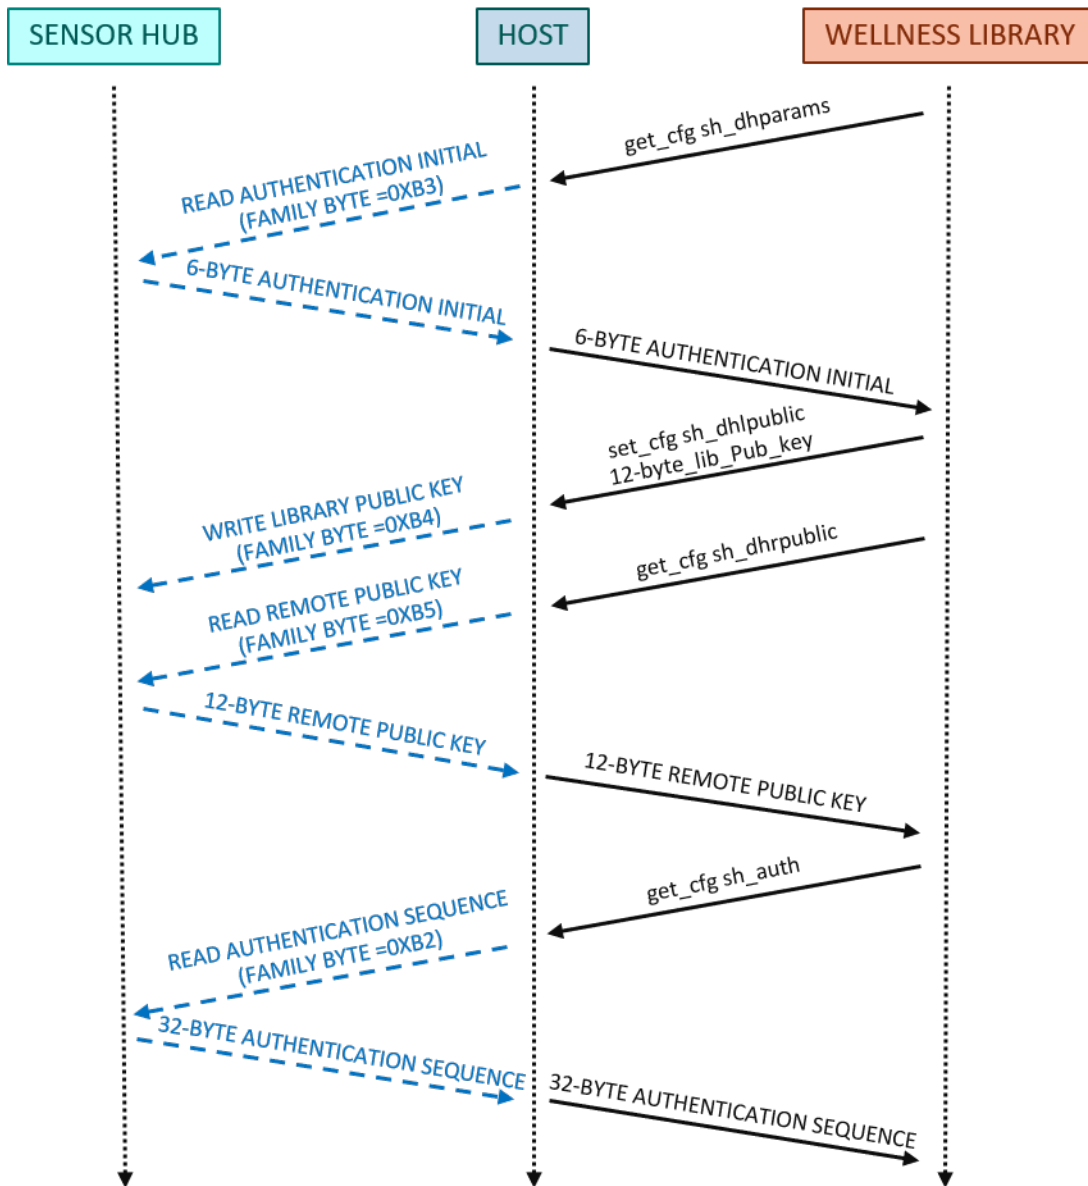 SENSOR HUB
HOST
WELLNESS LIBRARY
get_cfg sh_dhparams
READ AUTHENTICATION INITIAL
(FAMILY BYTE =0XB3)
6-BYTE AUTHENTICATION INITIAL
6-BYTE AUTHENTICATION INITIAL
set_cfg sh_dhlpublic
12-byte_lib_Pub_key
WRITE LIBRARY PUBLIC KEY
(FAMILY BYTE =0XB4)
get_cfg sh_dhrpublic
READ REMOTE PUBLIC KEY
(FAMILY BYTE =0XB5)
12-BYTE REMOTE PUBLIC KEY
12-BYTE REMOTE PUBLIC KEY
get_cfg sh_auth
READ AUTHENTICATION SEQUENCE
(FAMILY BYTE =0XB2)
32-BYTE AUTHENTICATION SEQUENCE
32-BYTE AUTHENTICATION SEQUENCE